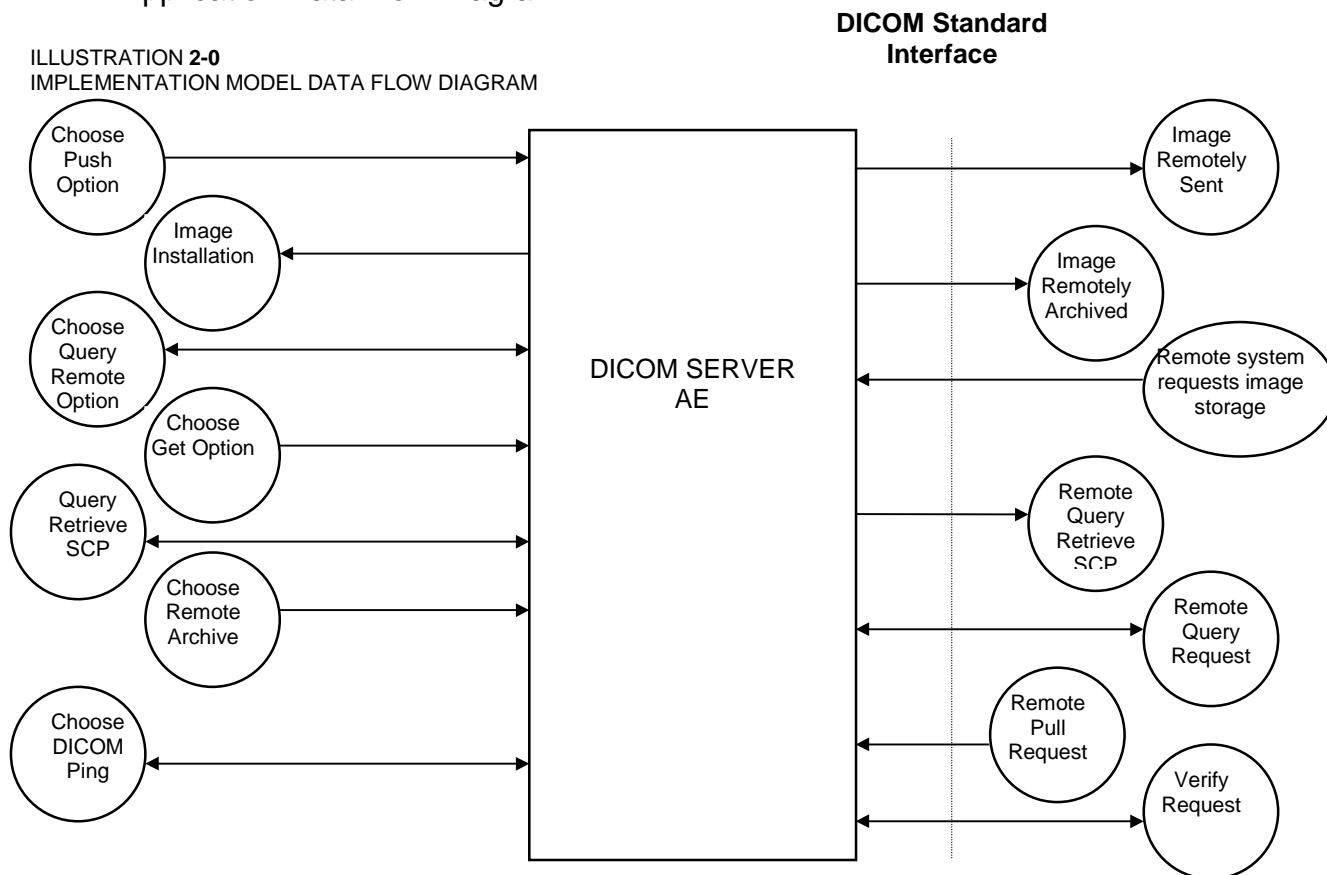 DICOM Standard
Interface
ILLUSTRATION 2-0
IMPLEMENTATION MODEL DATA FLOW DIAGRAM
Choose
Push
Option
Image
Installation
Choose
Query
Remote
Option
Choose
Get Option
Query
Retrieve
SCP
Choose
Remote
Archive
Choose
DICOM
Ping
DICOM SERVER
AE
Image
Remotely
Sent
Image
Remotely
Archived
Remote system
requests image
storage
Remote
Query
Retrieve
SCP
Remote
Query
Request
Remote
Pull
Request
Verify
Request